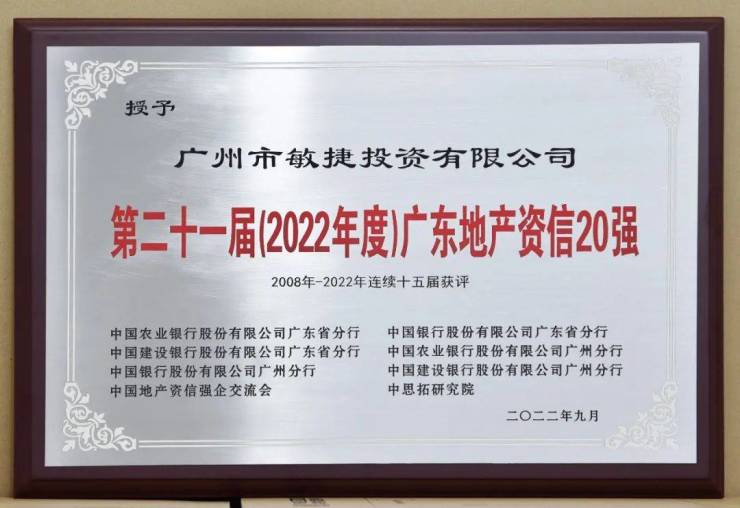 授予
广州市敏捷投资有限公司
第二十一届(2022年度)广东地产资信20强
2008年-2022年连续十五届获评
中国农业银行股份有限公司广东省分行 中国银行股份有限公司广东省分行
中国建设银行股份有限公司广东省分行 中国农业银行股份有限公司广州分行
中国银行股份有限公司广州分行 中国建设银行股份有限公司广州分行
中国地产资信强企交流会 中思拓研究院
二〇二二年九月